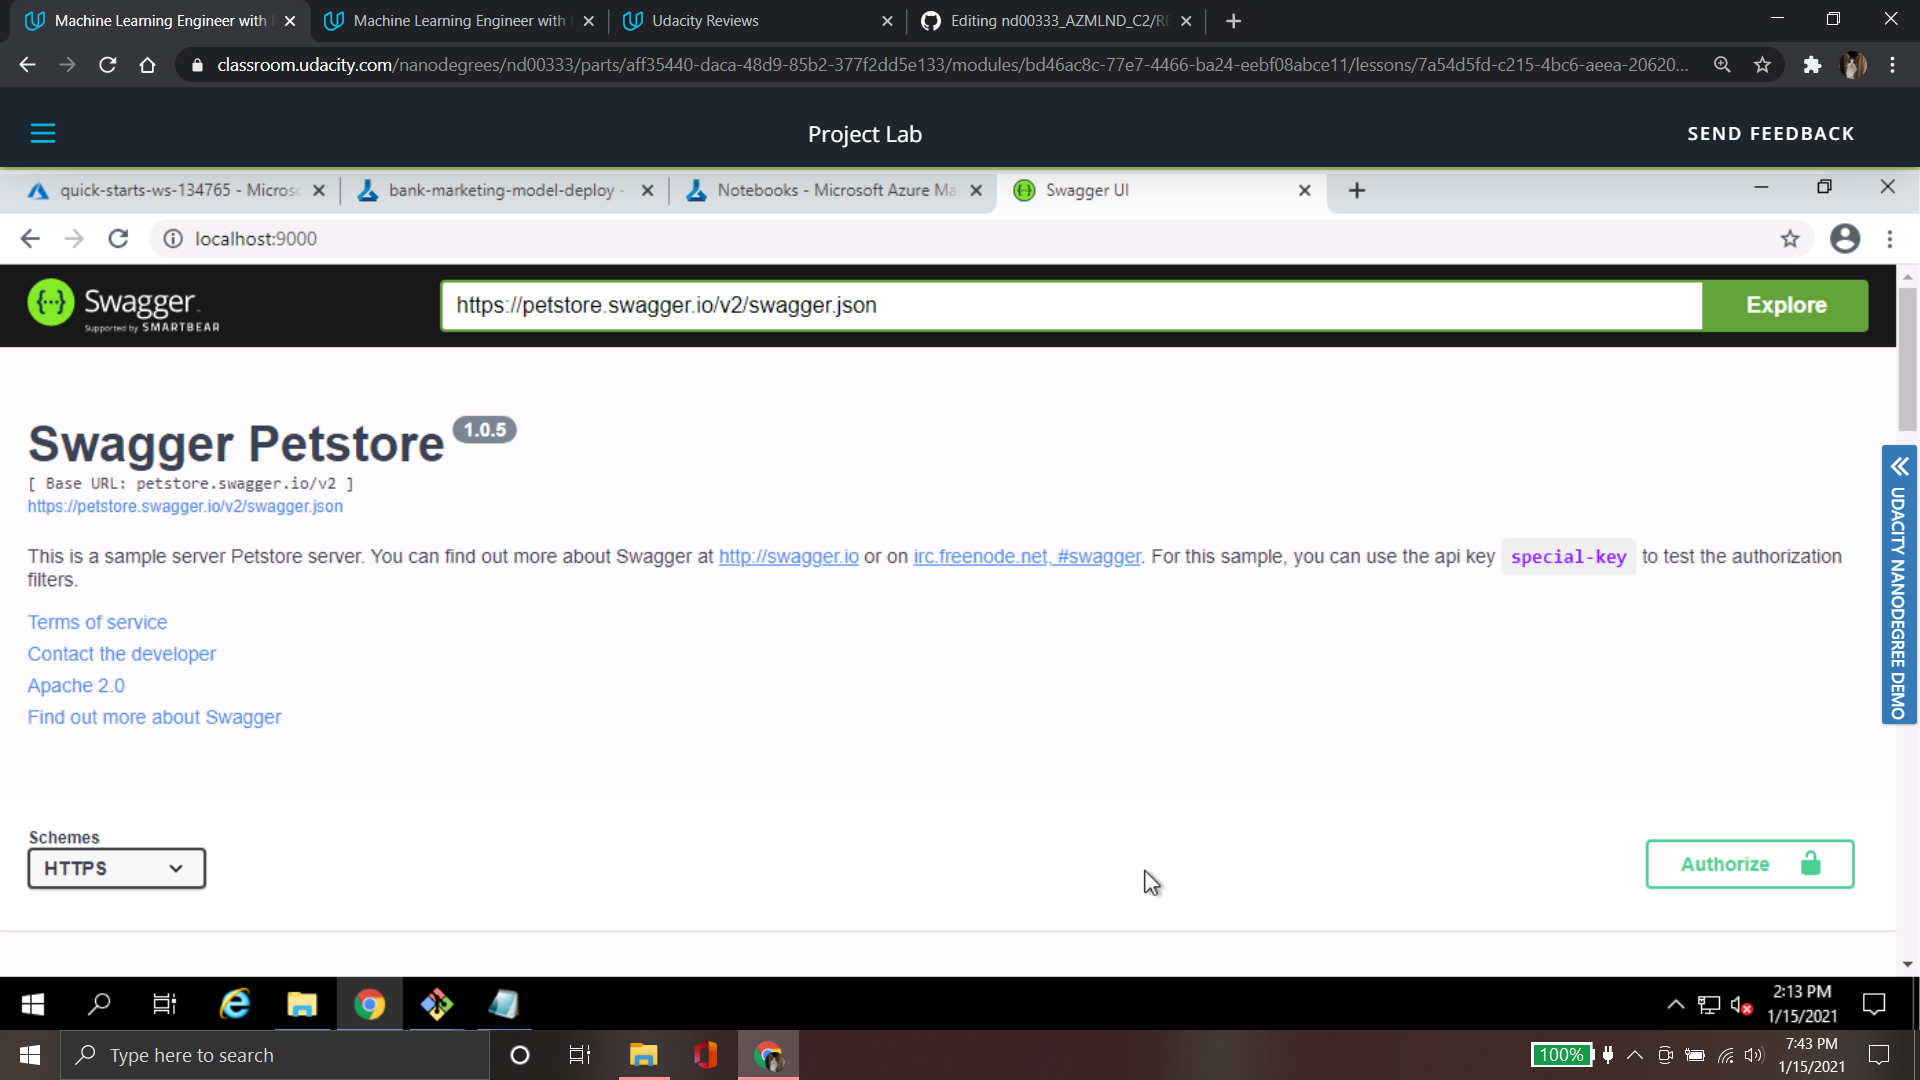 Machine Learning Engineer with
Machine Learning Engineer with
Udacity Reviews
Editing nd00333_AZMLND_C2/RE
classroom.udacity.com/nanodegrees/nd00333/parts/aff35440-daca-48d9-85b2-377f2dd5e133/modules/bd46ac8c-77e7-4466-ba24-eebf08abce11/lessons/7a54d5fd-c215-4bc6-aeea-20620...
Project Lab
SEND FEEDBACK
quick-starts-ws-134765 - Micros
bank-marketing-model-deploy -
Notebooks - Microsoft Azure Ma
Swagger UI
localhost:9000
Swagger
Supported by SMARTBEAR
https://petstore.swagger.io/v2/swagger.json
Explore
Swagger Petstore 1.0.5
[ Base URL: petstore.swagger.io/v2 ]
https://petstore.swagger.io/v2/swagger.json
This is a sample server Petstore server. You can find out more about Swagger at http://swagger.io or on irc.freenode.net, #swagger. For this sample, you can use the api key special-key to test the authorization
filters.
Terms of service
Contact the developer
Apache 2.0
Find out more about Swagger
UDACITY NANODEGREE DEMO
Schemes
HTTPS
Authorize
2:13 PM
1/15/2021
Type here to search
100%
7:43 PM
1/15/2021